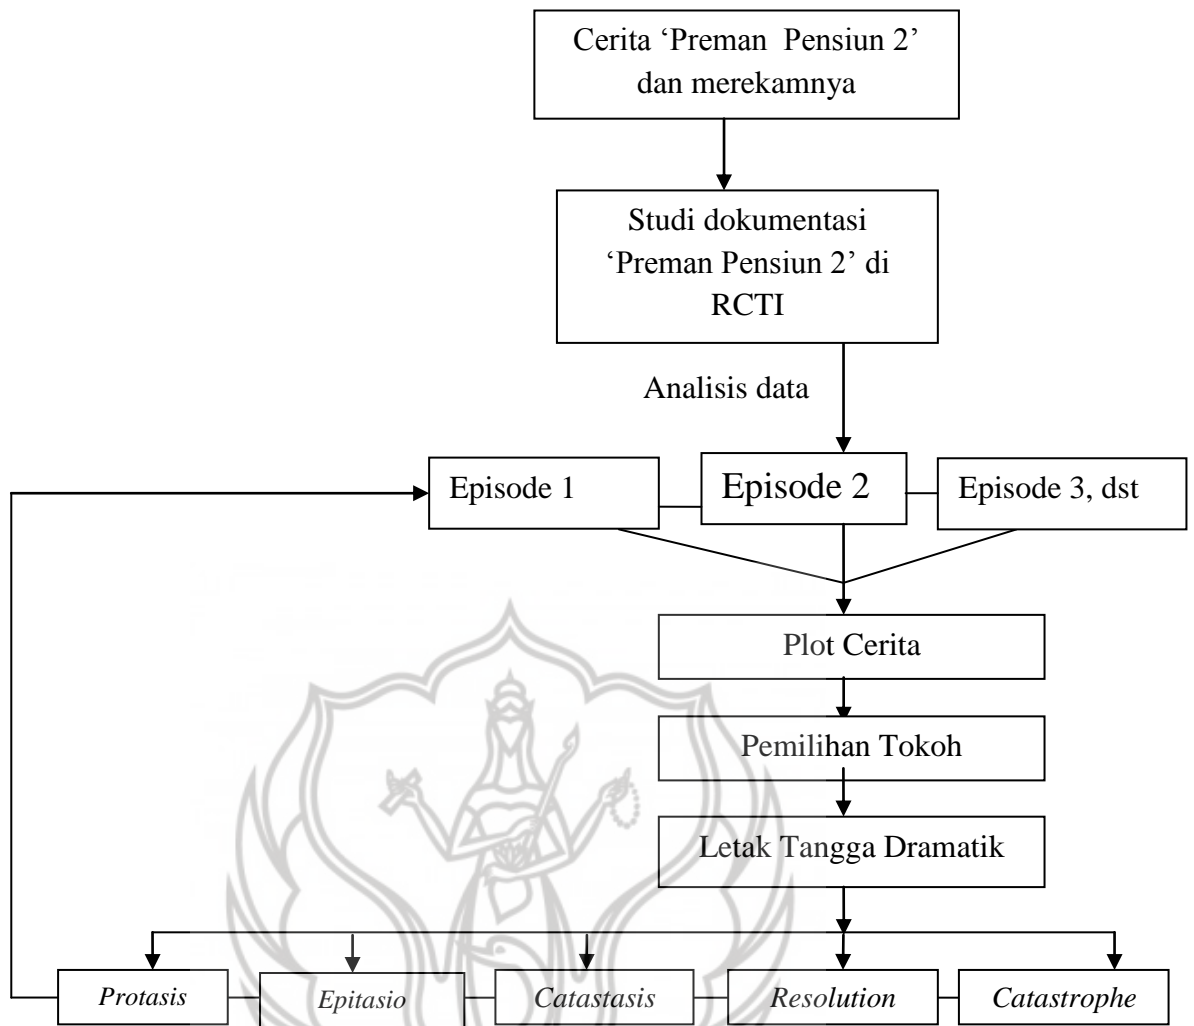 Cerita ‘Preman Pensiun 2’
dan merekamnya
Studi dokumentasi
‘Preman Pensiun 2’ di
RCTI
Analisis data
Episode 1
Episode 2
Episode 3, dst
Plot Cerita
Pemilihan Tokoh
Letak Tangga Dramatik
Protasis
Epitasio
Catastasis
Resolution
Catastrophe